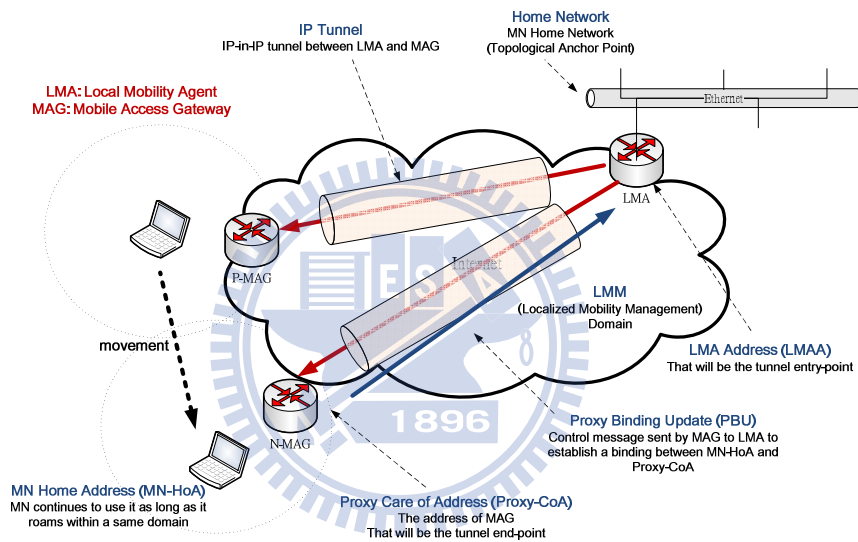 Home Network
MN Home Network
(Topological Anchor Point)
IP Tunnel
IP-in-IP tunnel between LMA and MAG
LMA: Local Mobility Agent
MAG: Mobile Access Gateway
Ethernet
LMA
P-MAG
Internet
ESA
LMM
(Localized Mobility Management)
Domain
movement
LMA Address (LMAA)
That will be the tunnel entry-point
1896
N-MAG
Proxy Binding Update (PBU)
Control message sent by MAG to LMA to
establish a binding between MN-HoA and
Proxy-CoA
MN Home Address (MN-HoA)
MN continues to use it as long as it
roams within a same domain
Proxy Care of Address (Proxy-CoA)
The address of MAG
That will be the tunnel end-point